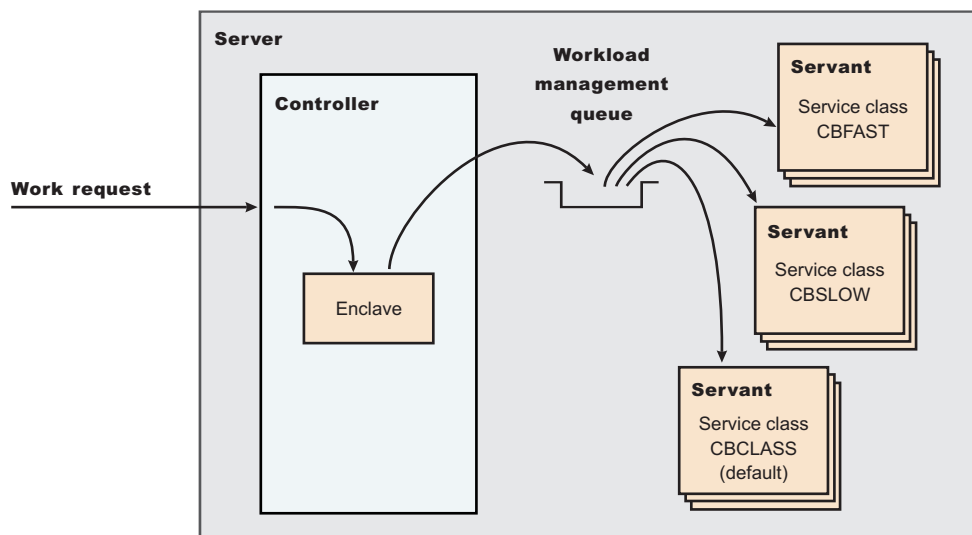 Server
Controller
Work request
Enclave
Workload
management
queue
Servant
Service class
CBFAST
Servant
Service class
CBSLOW
Servant
Service class
CBCLASS
(default)